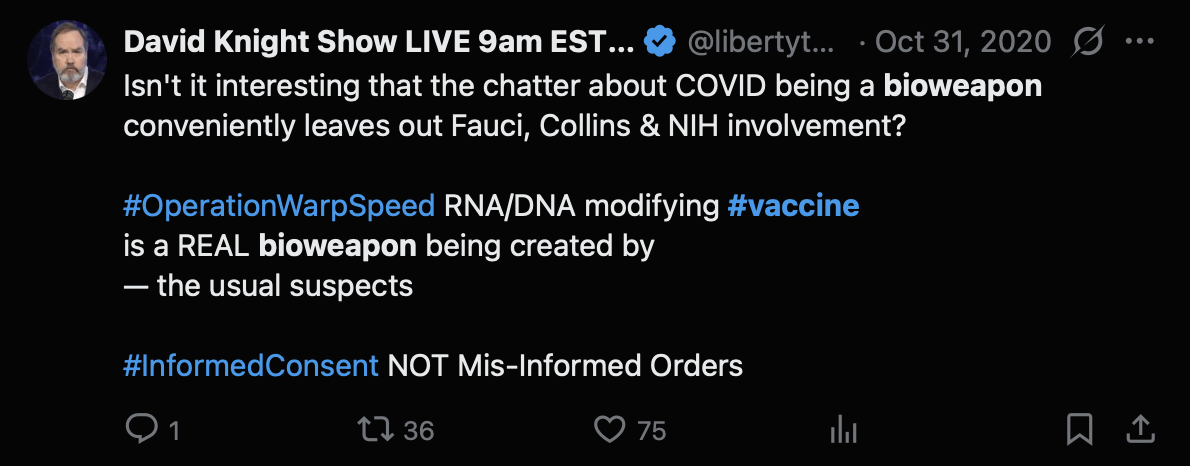 David Knight Show LIVE 9am EST... @libertyt... · Oct 31, 2020
Isn't it interesting that the chatter about COVID being a bioweapon
conveniently leaves out Fauci, Collins & NIH involvement?
#OperationWarpSpeed RNA/DNA modifying #vaccine
is a REAL bioweapon being created by
— the usual suspects
#InformedConsent NOT Mis-Informed Orders
1 36 75